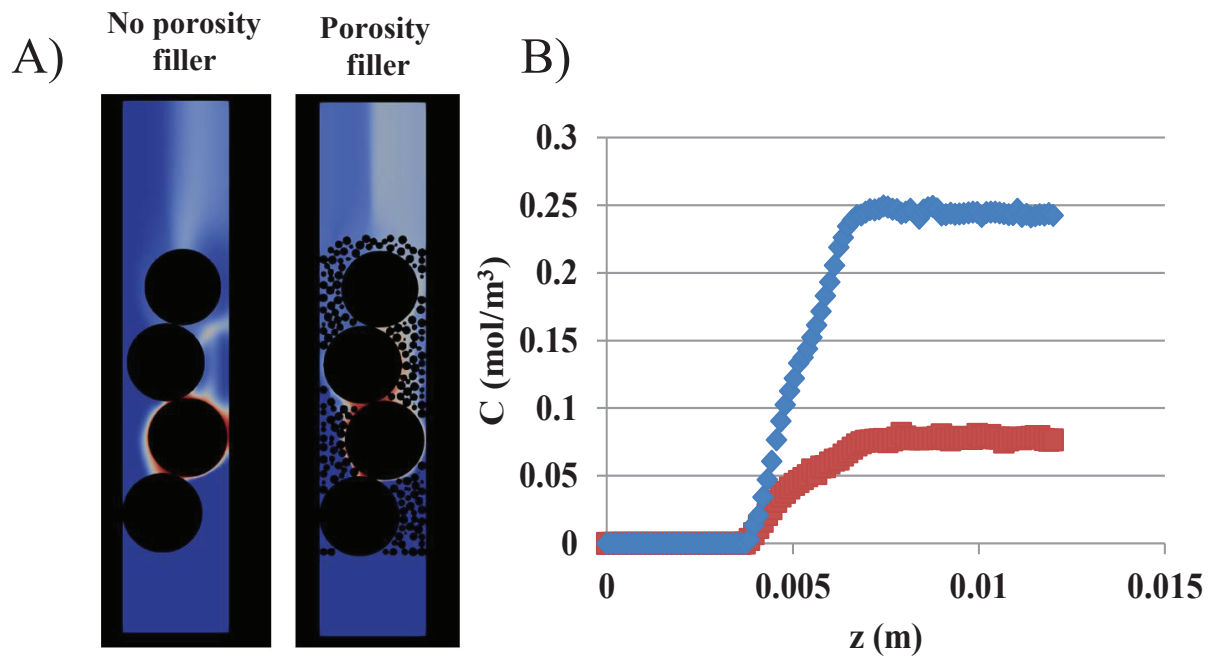 A)
No porosity
filler
Porosity
filler
B)
C (mol/m³)
0.3
0.25
0.2
0.15
0.1
0.05
0
0
0.005
0.01
0.015
z (m)